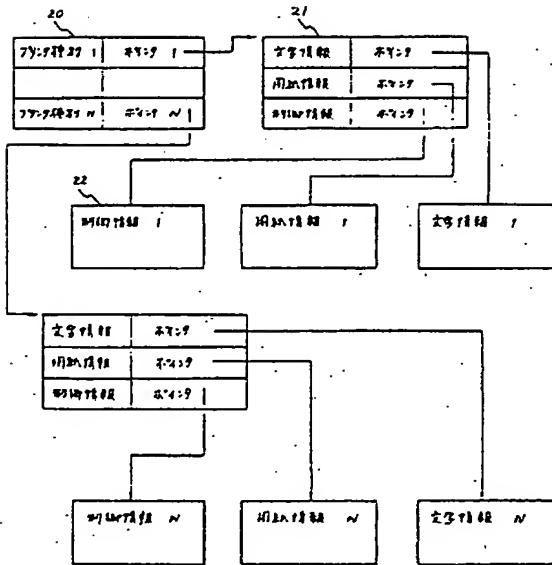 20
プリンタ種別 1 ポインタ 1
プリンタ種別 N ポインタ N
21
文字情報 ポインタ
用紙情報 ポインタ
制御情報 ポインタ
22
制御情報 1
用紙情報 1
文字情報 1
文字情報 ポインタ
用紙情報 ポインタ
制御情報 ポインタ
制御情報 N
用紙情報 N
文字情報 N